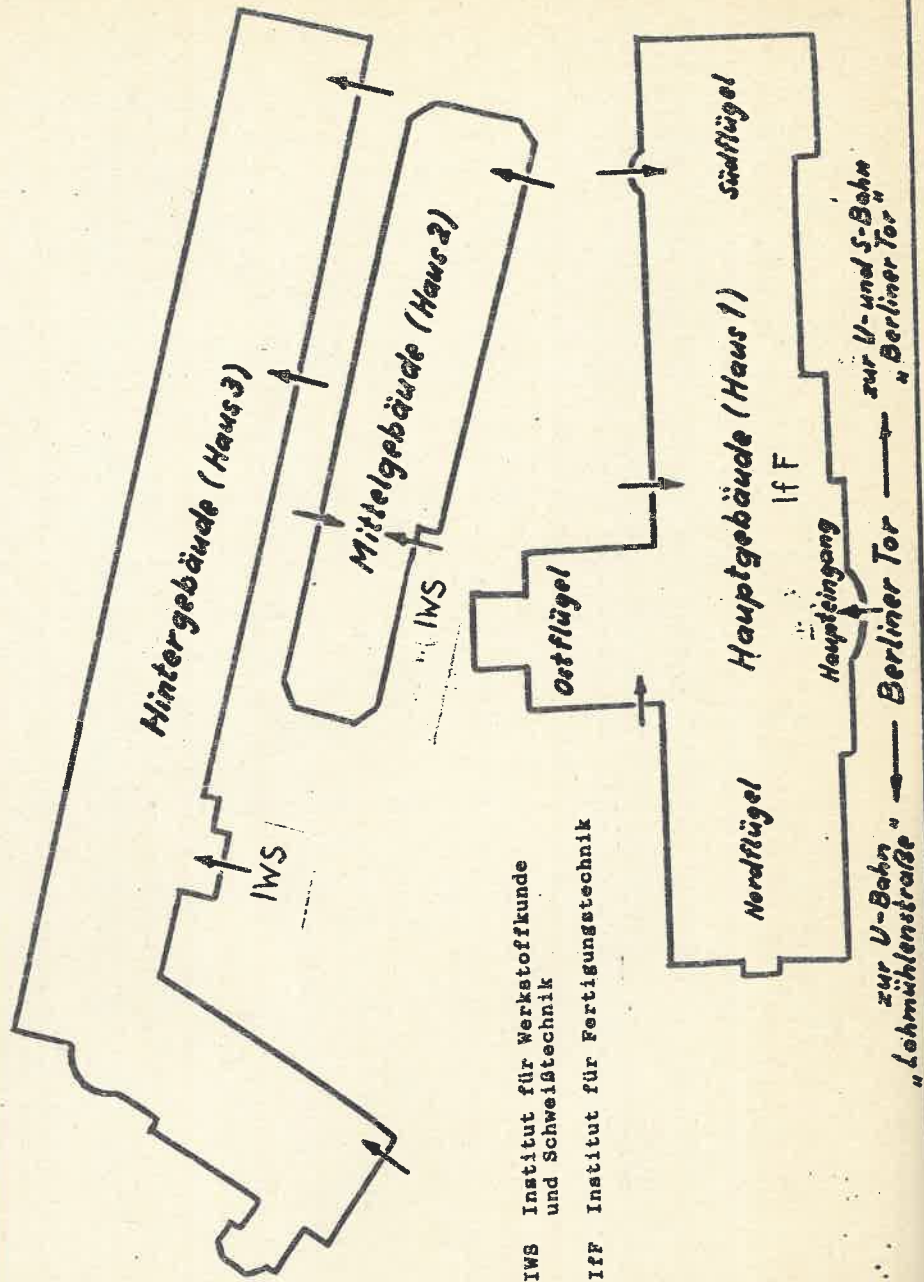 Hintergebäude (Haus 3)
IWS
Mittelgebäude (Haus 2)
IWS
Ostflügel
Nordflügel
Hauptgebäude (Haus 1)
IfF
Südflügel
Haupteingang
IWS Institut für Werkstoffkunde
und Schweißtechnik
IfF Institut für Fertigungstechnik
zur U-Bahn
"Lohmühlenstraße"
Berliner Tor
zur U- und S-Bahn
"Berliner Tor"